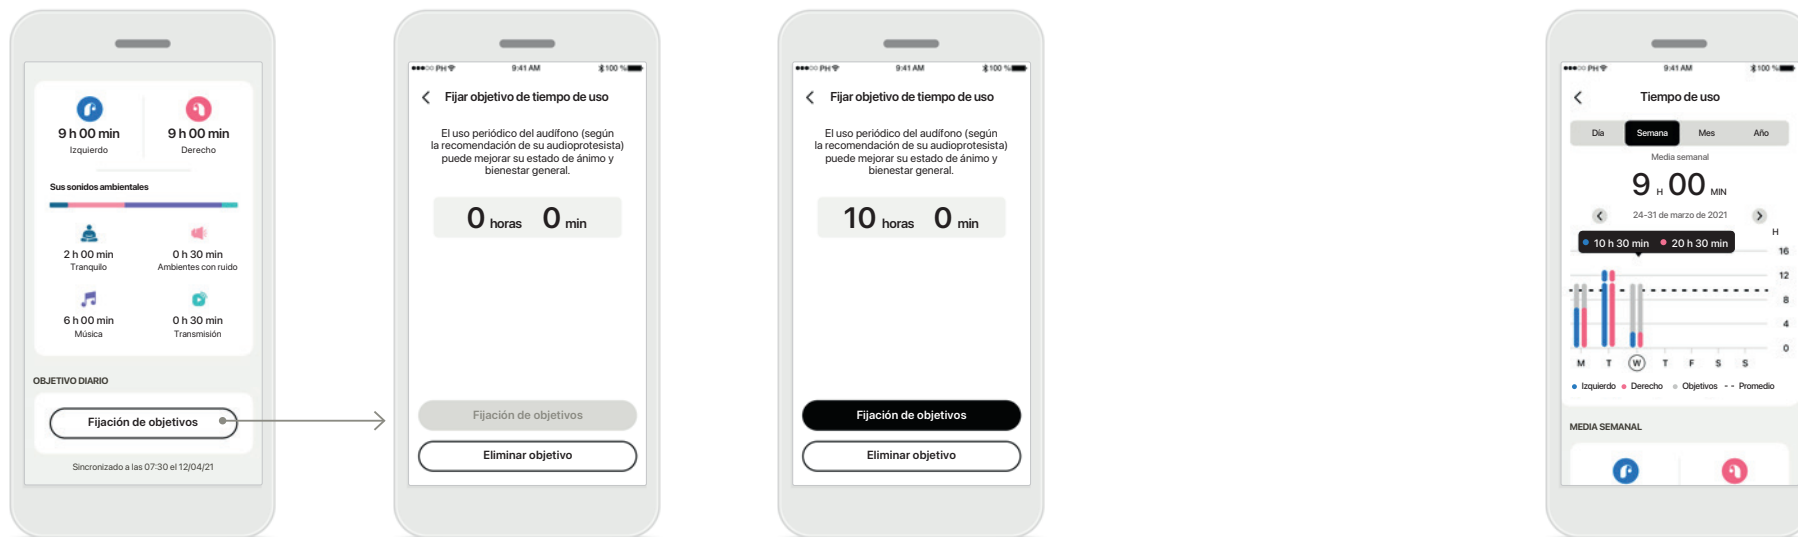 9 h 00 min
Izquierdo
9 h 00 min
Derecho
Sus sonidos ambientales
2 h 00 min
Tranquilo
0 h 30 min
Ambientes con ruido
6 h 00 min
Música
0 h 30 min
Transmisión
OBJETIVO DIARIO
Fijación de objetivos
Sincronizado a las 07:30 el 12/04/21
PH 9:41 AM 100 %
Fijar objetivo de tiempo de uso
El uso periódico del audífono (según
la recomendación de su audioprotesista)
puede mejorar su estado de ánimo y
bienestar general.
0 horas 0 min
Fijación de objetivos
Eliminar objetivo
PH 9:41 AM 100 %
Fijar objetivo de tiempo de uso
El uso periódico del audífono (según
la recomendación de su audioprotesista)
puede mejorar su estado de ánimo y
bienestar general.
10 horas 0 min
Fijación de objetivos
Eliminar objetivo
PH 9:41 AM 100 %
Tiempo de uso
Día Semana Mes Año
Media semanal
9 H 00 MIN
24-31 de marzo de 2021
H
10 h 30 min 20 h 30 min
16
12
8
4
0
M T W T F S S
Izquierdo Derecho Objetivos Promedio
MEDIA SEMANAL